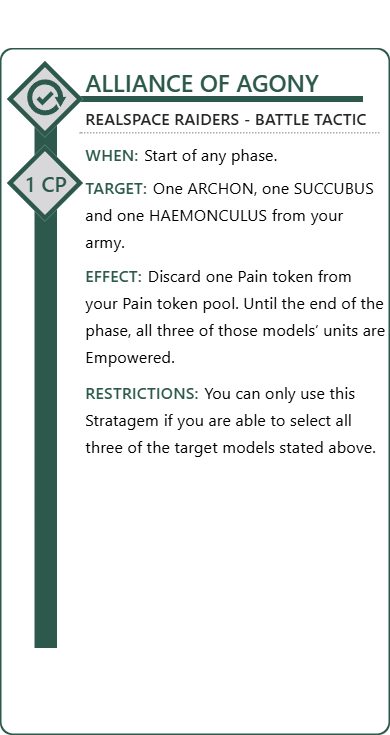 ALLIANCE OF AGONY
REALSPACE RAIDERS - BATTLE TACTIC
WHEN: Start of any phase.
1 CP
TARGET: One ARCHON, one SUCCUBUS
and one HAEMONCULUS from your
army.
EFFECT: Discard one Pain token from
your Pain token pool. Until the end of the
phase, all three of those models’ units are
Empowered.
RESTRICTIONS: You can only use this
Stratagem if you are able to select all
three of the target models stated above.